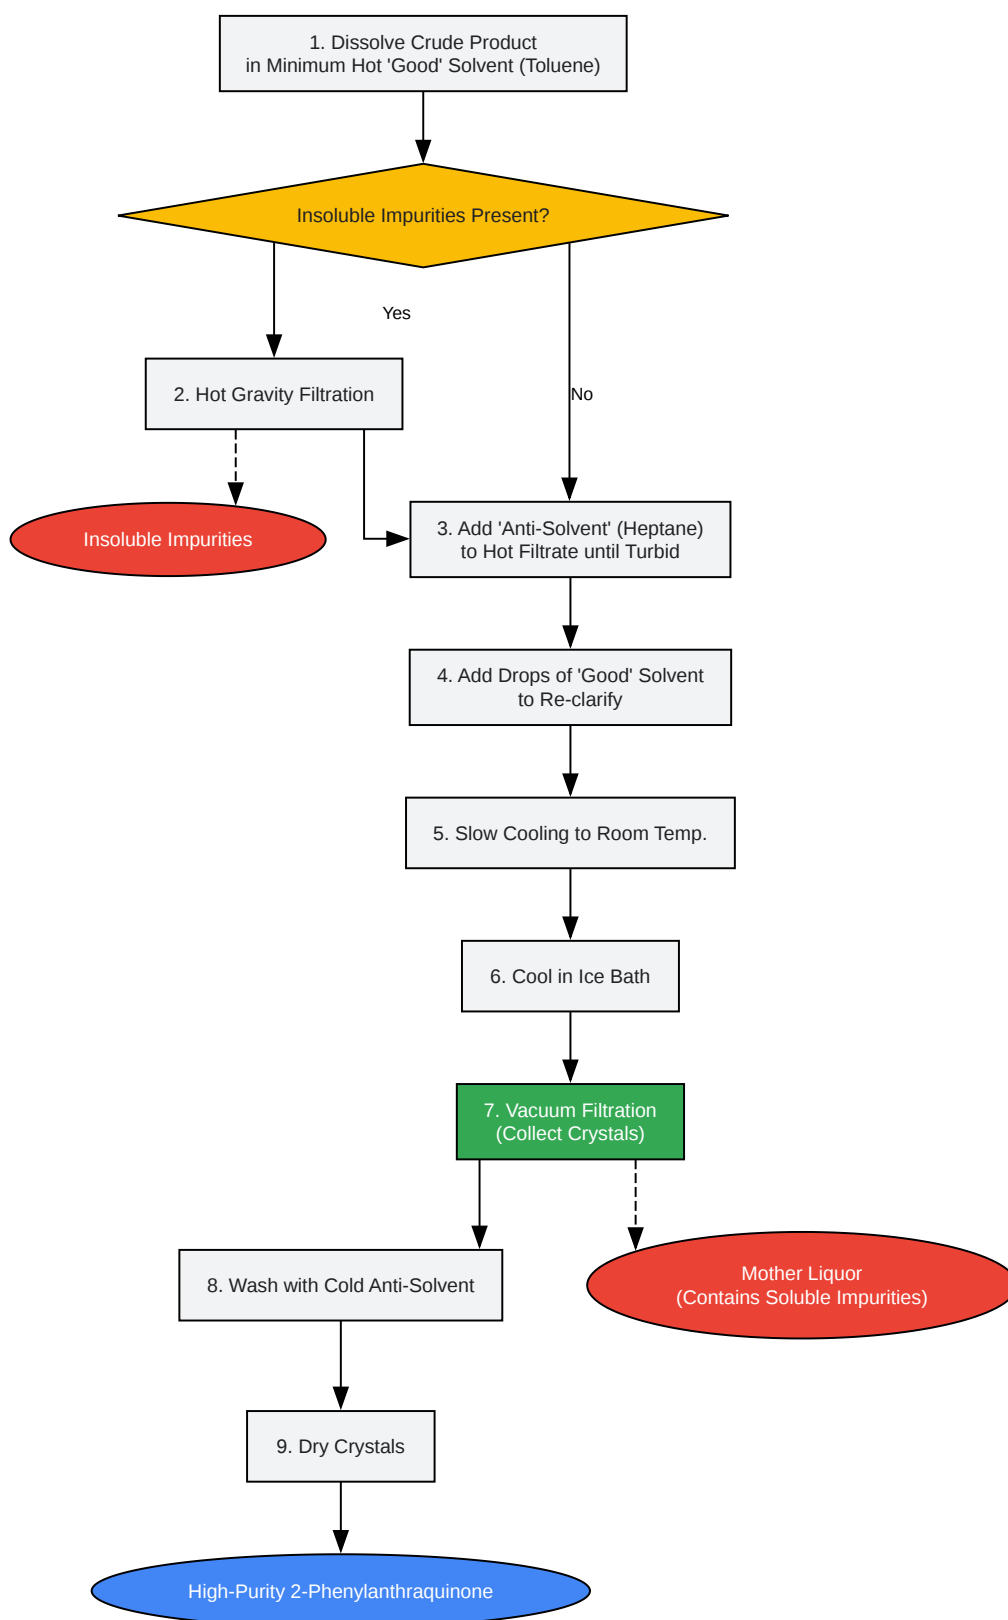 1. Dissolve Crude Product
in Minimum Hot 'Good' Solvent (Toluene)
Insoluble Impurities Present?
Yes
2. Hot Gravity Filtration
No
Insoluble Impurities
3. Add 'Anti-Solvent' (Heptane)
to Hot Filtrate until Turbid
4. Add Drops of 'Good' Solvent
to Re-clarify
5. Slow Cooling to Room Temp.
6. Cool in Ice Bath
7. Vacuum Filtration
(Collect Crystals)
8. Wash with Cold Anti-Solvent
Mother Liquor
(Contains Soluble Impurities)
9. Dry Crystals
High-Purity 2-Phenylanthraquinone